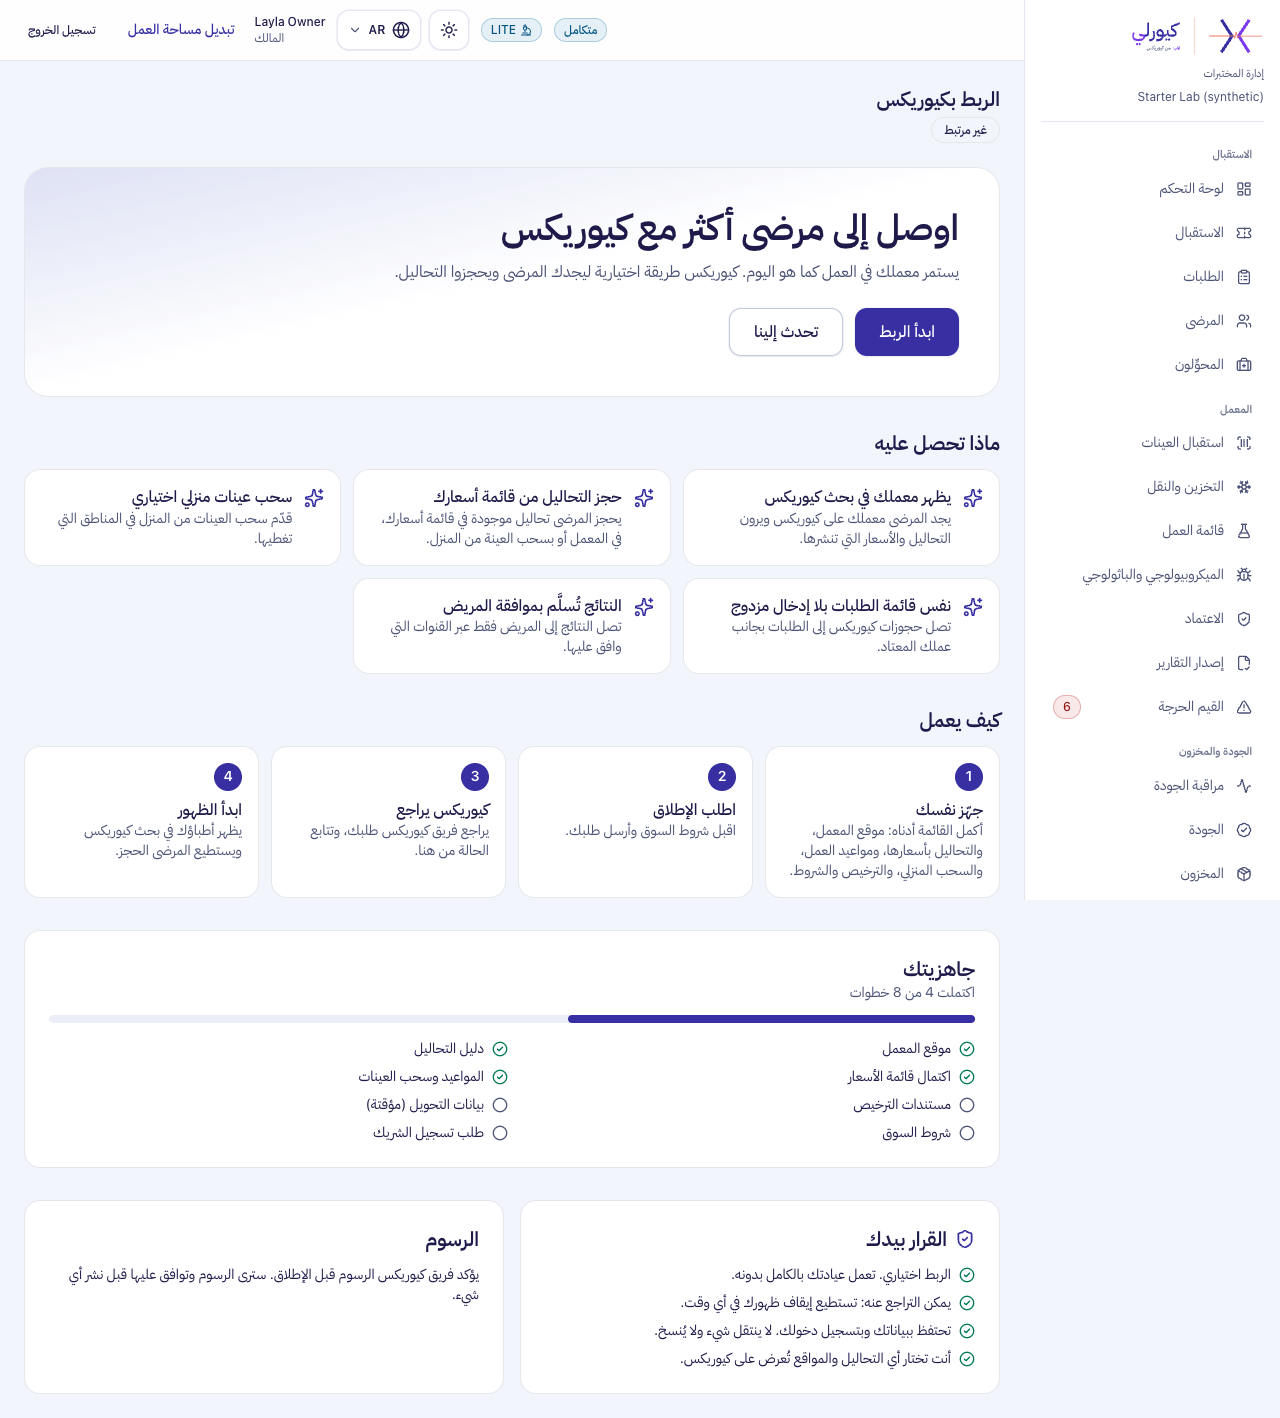 كيورلي
إدارة المختبرات
Starter Lab (synthetic)
الاستقبال
لوحة التحكم
الاستقبال
الطلبات
المرضى
المحوِّلون
المعمل
استقبال العينات
التخزين والنقل
قائمة العمل
الميكروبيولوجي والباثولوجي
الاعتماد
إصدار التقارير
القيم الحرجة
6
الجودة والمخزون
مراقبة الجودة
الجودة
المخزون
متكامل
LITE
AR
Layla Owner
المالك
تبديل مساحة العمل
تسجيل الخروج
الربط بكيوريكس
غير مرتبط
اوصل إلى مرضى أكثر مع كيوريكس
يستمر معملك في العمل كما هو اليوم. كيوريكس طريقة اختيارية ليجدك المرضى ويحجزوا التحاليل.
ابدأ الربط
تحدث إلينا
ماذا تحصل عليه
يظهر معملك في بحث كيوريكس
يجد المرضى معملك على كيوريكس ويرون
التحاليل والأسعار التي تنشرها.
حجز التحاليل من قائمة أسعارك
يحجز المرضى تحاليل موجودة في قائمة أسعارك،
في المعمل أو بسحب العينة من المنزل.
سحب عينات منزلي اختياري
قدّم سحب العينات من المنزل في المناطق التي
تغطيها.
نفس قائمة الطلبات بلا إدخال مزدوج
تصل حجوزات كيوريكس إلى الطلبات بجانب
عملك المعتاد.
النتائج تُسلَّم بموافقة المريض
تصل النتائج إلى المريض فقط عبر القنوات التي
وافق عليها.
كيف يعمل
1
جهّز نفسك
أكمل القائمة أدناه: موقع المعمل،
والتحاليل بأسعارها، ومواعيد العمل،
والسحب المنزلي، والترخيص والشروط.
2
اطلب الإطلاق
اقبل شروط السوق وأرسل طلبك.
3
كيوريكس يراجع
يراجع فريق كيوريكس طلبك، وتتابع
الحالة من هنا.
4
ابدأ الظهور
يظهر أطباؤك في بحث كيوريكس
ويستطيع المرضى الحجز.
جاهزيتك
اكتملت 4 من 8 خطوات
موقع المعمل
دليل التحاليل
اكتمال قائمة الأسعار
المواعيد وسحب العينات
مستندات الترخيص
بيانات التحويل (مؤقتة)
شروط السوق
طلب تسجيل الشريك
القرار بيدك
الربط اختياري. تعمل عيادتك بالكامل بدونه.
يمكن التراجع عنه: تستطيع إيقاف ظهورك في أي وقت.
تحتفظ ببياناتك وبتسجيل دخولك. لا ينتقل شيء ولا يُنسخ.
أنت تختار أي التحاليل والمواقع تُعرض على كيوريكس.
الرسوم
يؤكد فريق كيوريكس الرسوم قبل الإطلاق. سترى الرسوم وتوافق عليها قبل نشر أي
شيء.